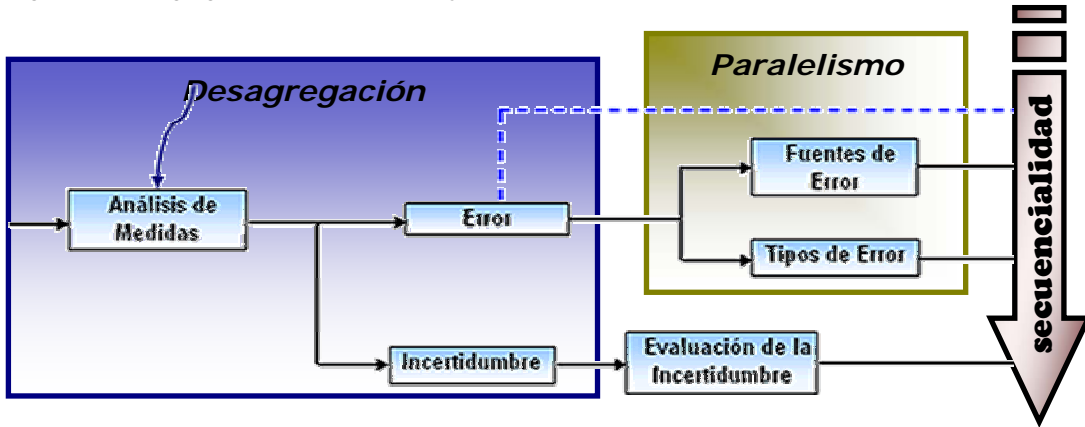 Desagregación
Paralelismo
Análisis de
Medidas
Error
Fuentes de
Error
Tipos de Error
Incertidumbre
Evaluación de la
Incertidumbre
secuencialidad